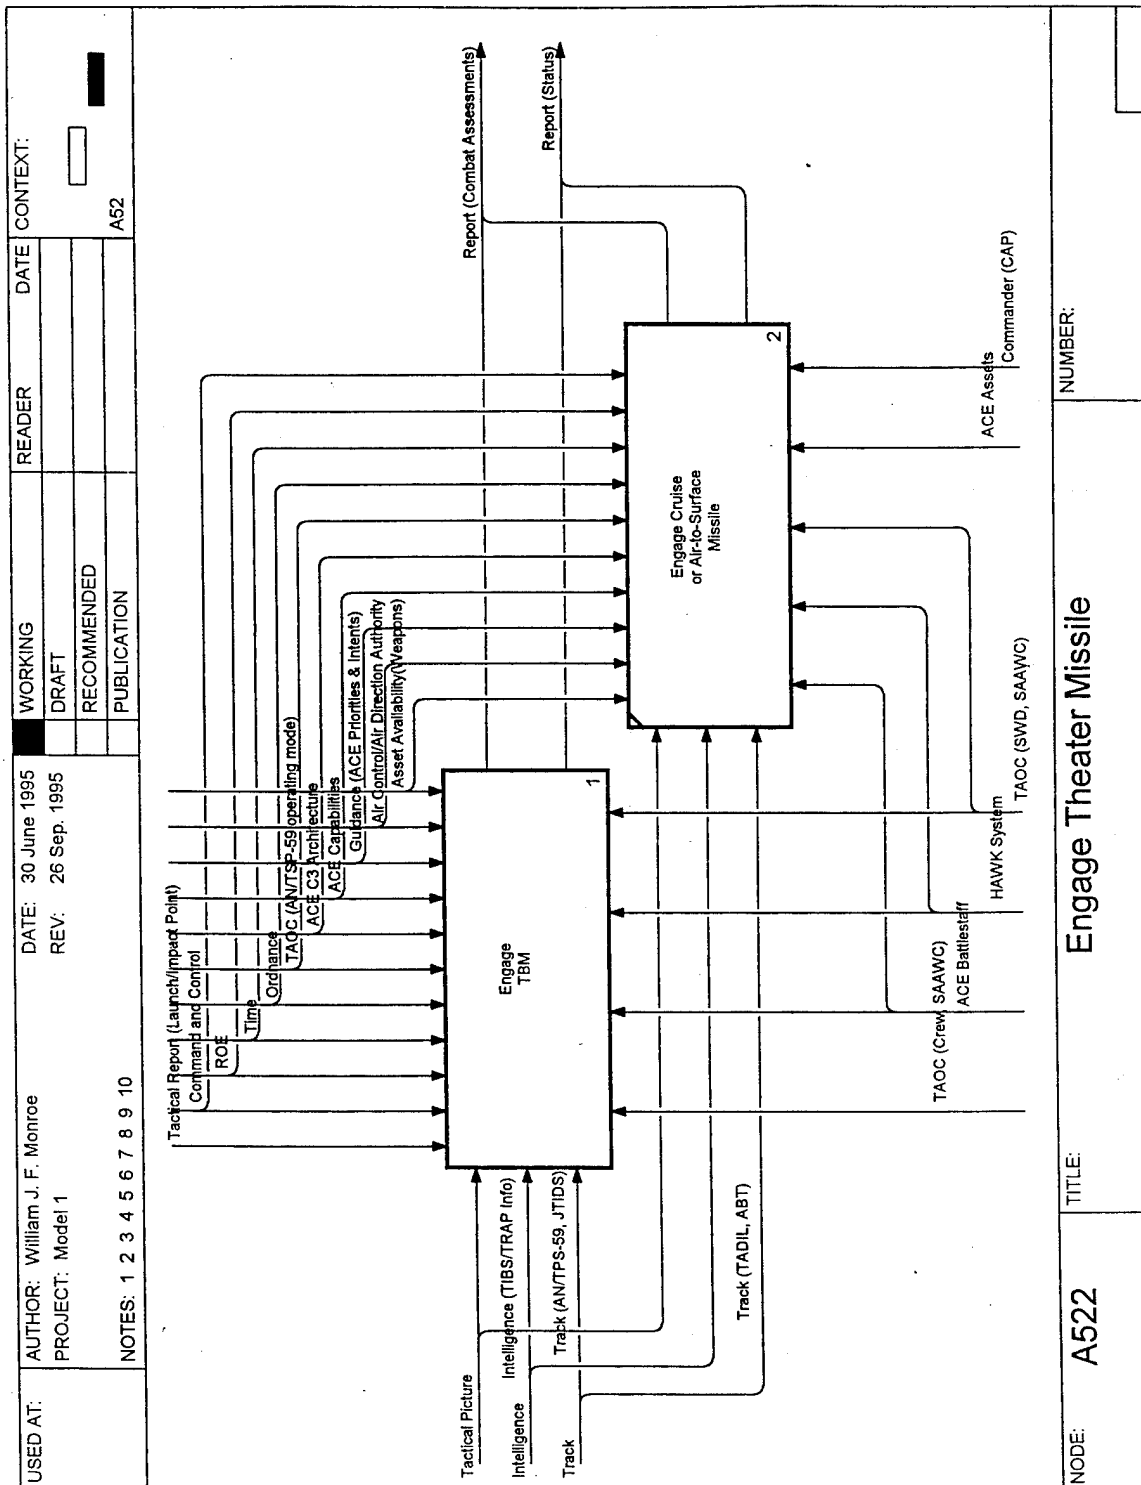 USED AT:
AUTHOR: William J. F. Monroe
PROJECT: Model 1
NOTES: 1 2 3 4 5 6 7 8 9 10
DATE: 30 June 1995
REV: 26 Sep. 1995
WORKING
DRAFT
RECOMMENDED
PUBLICATION
READER
DATE
CONTEXT:
A52
Tactical Report (Launch/Impact Point)
Command and Control
ROE
Time
Ordnance
TAOC (AN/TSP-59 operating mode)
ACE C3 Architecture
ACE Capabilities
Guidance (ACE Priorities & Intents)
Air Control/Air Direction Authority
Asset Availability(Weapons)
Tactical Picture
Intelligence
Intelligence (TIBS/TRAP Info)
Track
Track (AN/TPS-59, JTIDS)
Track (TADIL, ABT)
Engage
TBM
1
Engage Cruise
or Air-to-Surface
Missile
2
Report (Combat Assessments)
Report (Status)
TAOC (Crew, SAAWC)
ACE Battlestaff
HAWK System
TAOC (SWD, SAAWC)
ACE Assets
Commander (CAP)
NODE:
A522
TITLE:
Engage Theater Missile
NUMBER: